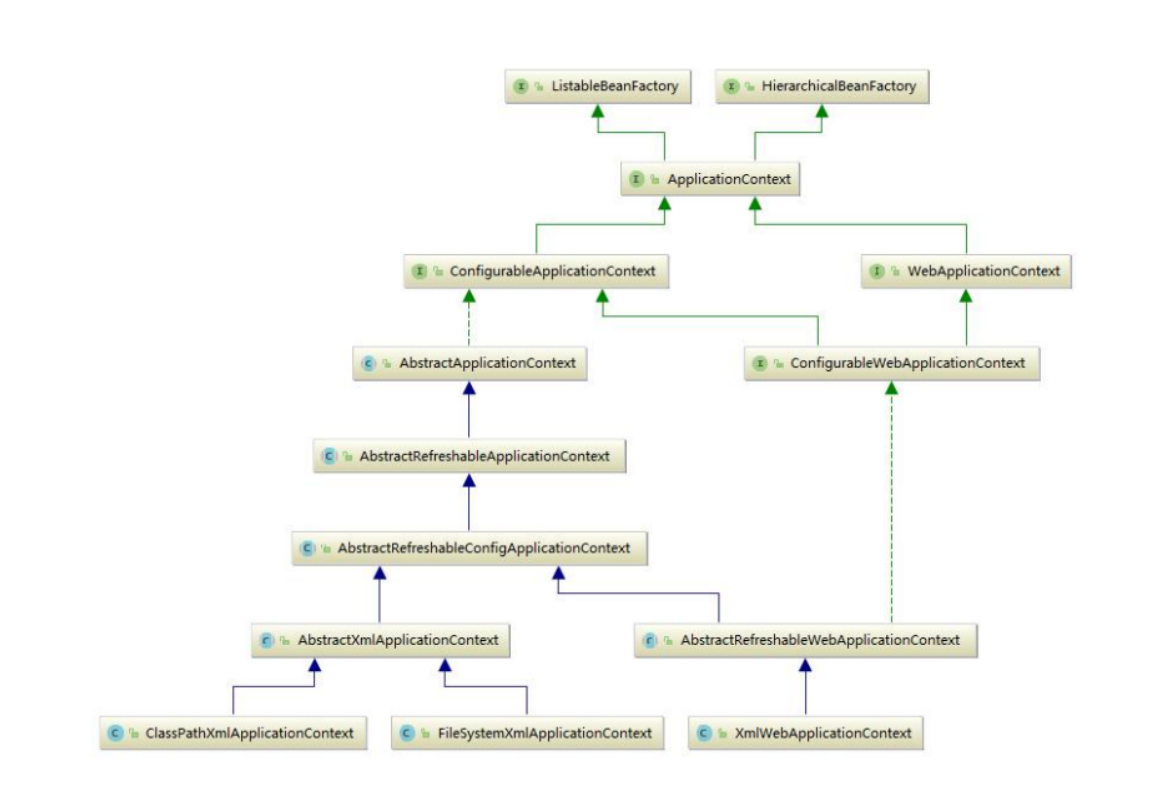 ListableBeanFactory
HierarchicalBeanFactory
ApplicationContext
ConfigurableApplicationContext
WebApplicationContext
AbstractApplicationContext
ConfigurableWebApplicationContext
AbstractRefreshableApplicationContext
AbstractRefreshableConfigApplicationContext
AbstractXmlApplicationContext
AbstractRefreshableWebApplicationContext
ClassPathXmlApplicationContext
FileSystemXmlApplicationContext
XmlWebApplicationContext